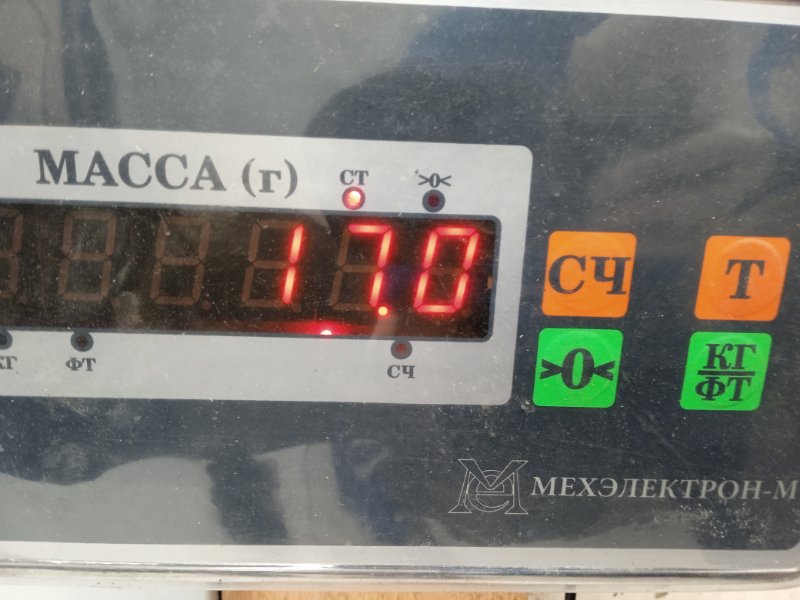 МАССА (г)
СТ
>0<
17.0
КГ
ФТ
СЧ
СЧ
Т
>0<
КГ
ФТ
МЕХЭЛЕКТРОН-М